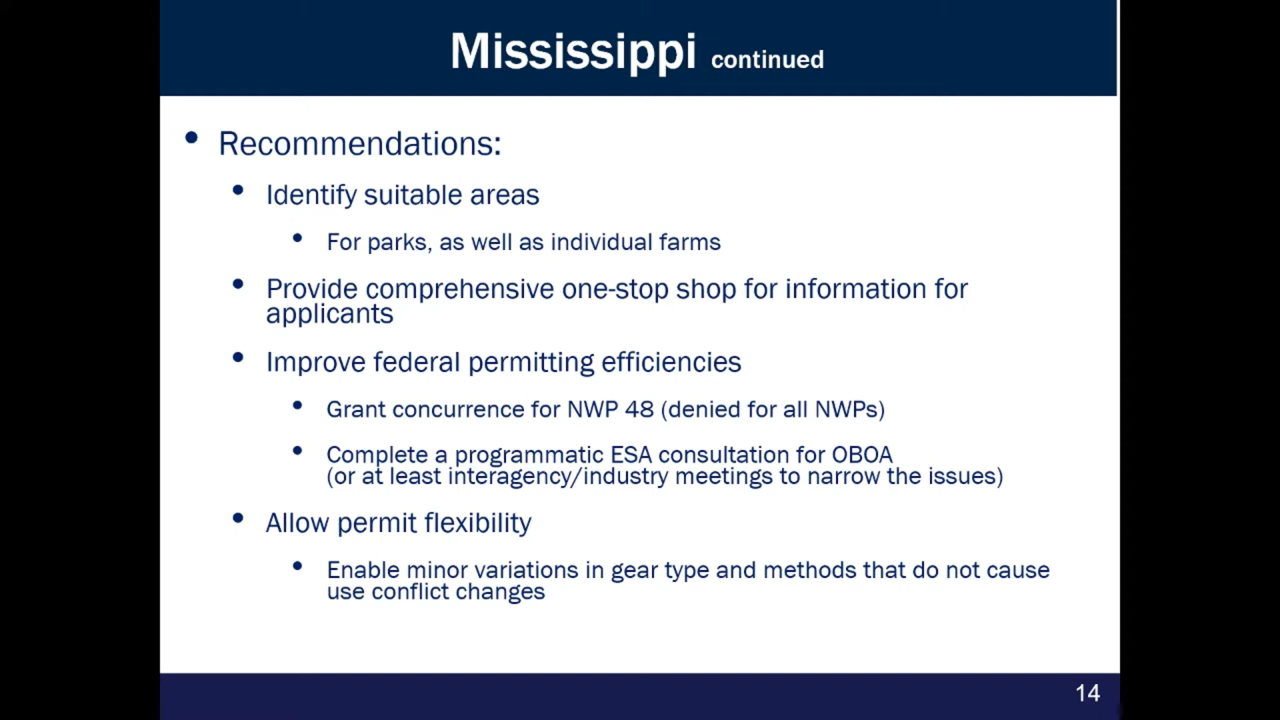 Mississippi continued
• Recommendations:
• Identify suitable areas
• For parks, as well as individual farms
• Provide comprehensive one-stop shop for information for
applicants
• Improve federal permitting efficiencies
• Grant concurrence for NWP 48 (denied for all NWPs)
• Complete a programmatic ESA consultation for OBOA
(or at least interagency/industry meetings to narrow the issues)
• Allow permit flexibility
• Enable minor variations in gear type and methods that do not cause
use conflict changes
14